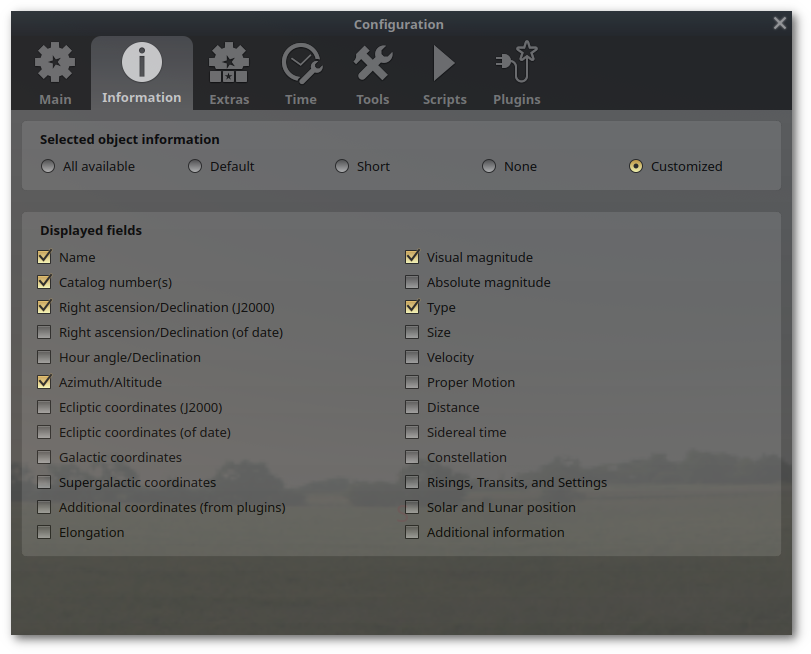 Configuration
Main Information Extras Time Tools Scripts Plugins
Selected object information
All available Default Short None Customized
Displayed fields
Name Visual magnitude
Catalog number(s) Absolute magnitude
Right ascension/Declination (J2000) Type
Right ascension/Declination (of date) Size
Hour angle/Declination Velocity
Azimuth/Altitude Proper Motion
Ecliptic coordinates (J2000) Distance
Ecliptic coordinates (of date) Sidereal time
Galactic coordinates Constellation
Supergalactic coordinates Risings, Transits, and Settings
Additional coordinates (from plugins) Solar and Lunar position
Elongation Additional information